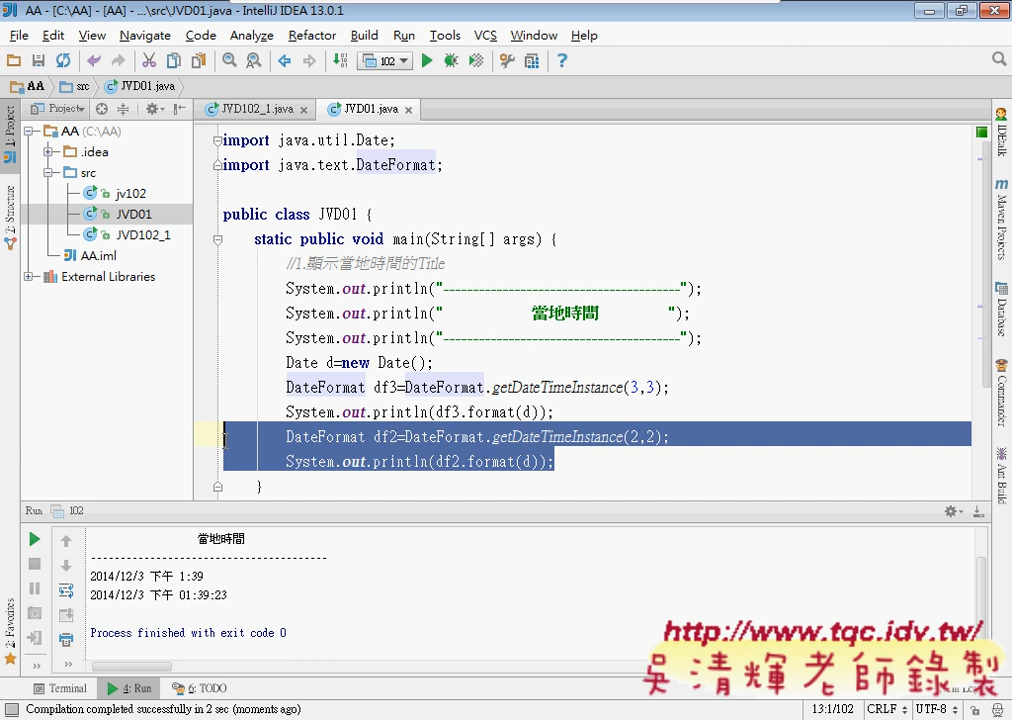 AA - [C:\AA] - [AA] - ...\src\JVD01.java - IntelliJ IDEA 13.0.1
File Edit View Navigate Code Analyze Refactor Build Run Tools VCS Window Help
102
AA src JVD01.java
1: Project
2: Structure
2: Favorites
Project
AA (C:\AA)
.idea
src
jv102
JVD01
JVD102_1
AA.iml
External Libraries
JVD102_1.java JVD01.java
import java.util.Date;
import java.text.DateFormat;
public class JVD01 {
static public void main(String[] args) {
//1.顯示當地時間的Title
System.out.println("----------------------------------------");
System.out.println(" 當地時間 ");
System.out.println("----------------------------------------");
Date d=new Date();
DateFormat df3=DateFormat.getDateTimeInstance(3,3);
System.out.println(df3.format(d));
DateFormat df2=DateFormat.getDateTimeInstance(2,2);
System.out.println(df2.format(d));
}
IDEtalk
Maven Projects
Database
Commander
Ant Build
Run 102
當地時間
----------------------------------------
2014/12/3 下午 1:39
2014/12/3 下午 01:39:23
Process finished with exit code 0
http://www.tqc.idv.tw/
吳清輝老師錄製
Terminal 4: Run 6: TODO
Compilation completed successfully in 2 sec (moments ago)
13:1/102 CRLF UTF-8